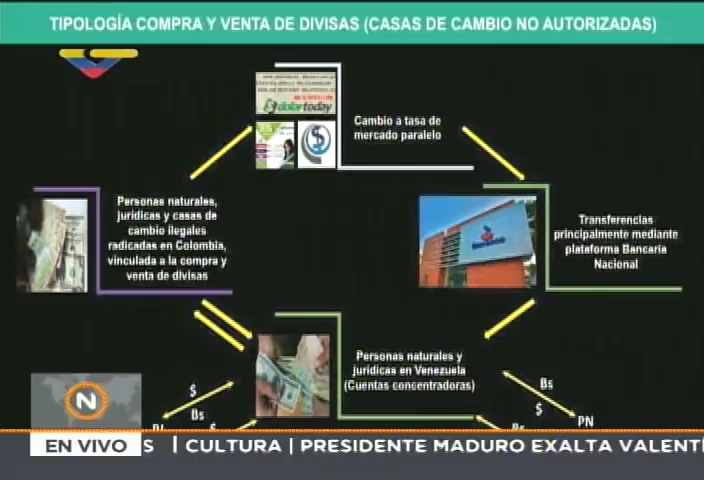 TIPOLOGÍA COMPRA Y VENTA DE DIVISAS (CASAS DE CAMBIO NO AUTORIZADAS)
dolartoday
Cambio a tasa de
mercado paralelo
Personas naturales,
jurídicas y casas de
cambio ilegales
radicadas en Colombia,
vinculada a la compra y
venta de divisas
Transferencias
principalmente mediante
plataforma Bancaria
Nacional
Personas naturales y
jurídicas en Venezuela
(Cuentas concentradoras)
$
Bs
$
Bs
$
Bs
PN
N
EN VIVO
S | CULTURA | PRESIDENTE MADURO EXALTA VALENTÍ